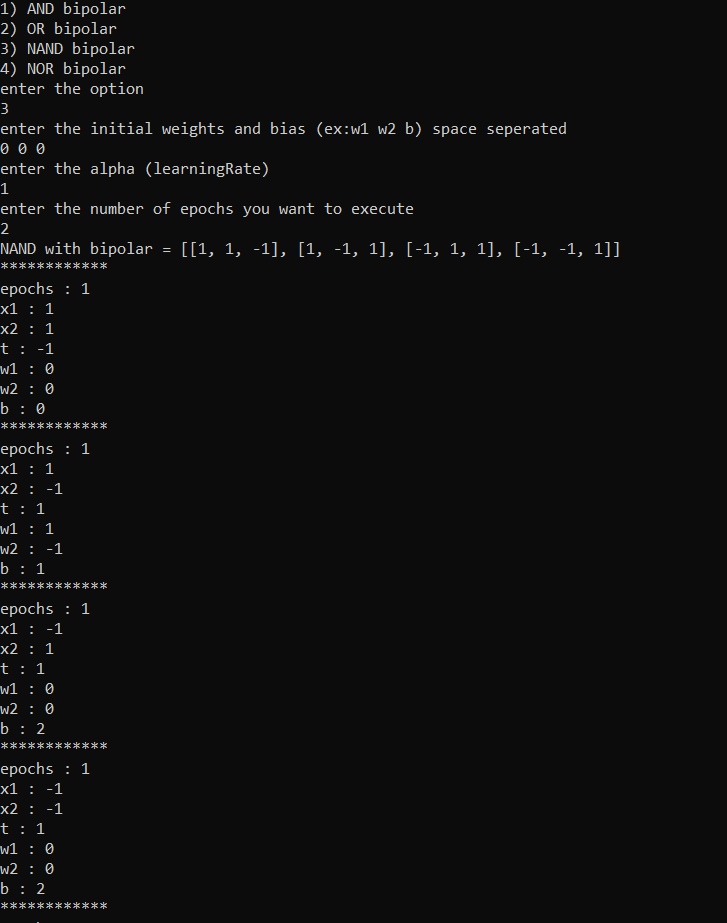 1) AND bipolar
2) OR bipolar
3) NAND bipolar
4) NOR bipolar
enter the option
3
enter the initial weights and bias (ex:w1 w2 b) space seperated
0 0 0
enter the alpha (learningRate)
1
enter the number of epochs you want to execute
2
NAND with bipolar = [[1, 1, -1], [1, -1, 1], [-1, 1, 1], [-1, -1, 1]]
************
epochs : 1
x1 : 1
x2 : 1
t : -1
w1 : 0
w2 : 0
b : 0
************
epochs : 1
x1 : 1
x2 : -1
t : 1
w1 : 1
w2 : -1
b : 1
************
epochs : 1
x1 : -1
x2 : 1
t : 1
w1 : 0
w2 : 0
b : 2
************
epochs : 1
x1 : -1
x2 : -1
t : 1
w1 : 0
w2 : 0
b : 2
************